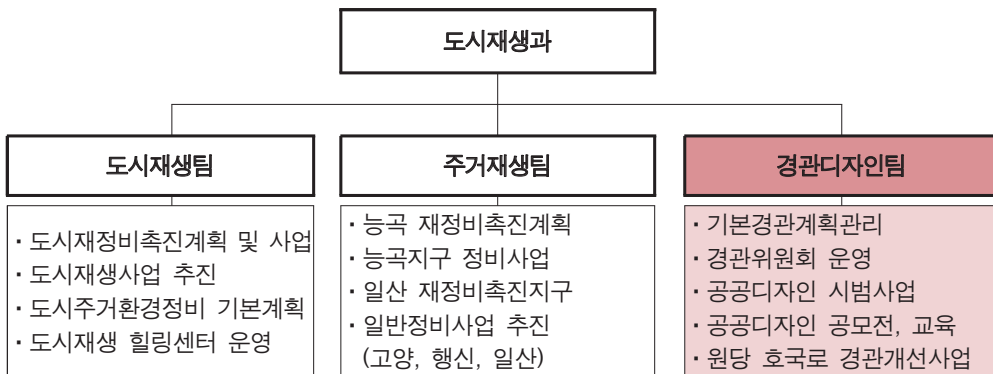 도시재생과
도시재생팀
· 도시재정비촉진계획 및 사업
· 도시재생사업 추진
· 도시주거환경정비 기본계획
· 도시재생 힐링센터 운영
주거재생팀
· 능곡 재정비촉진계획
· 능곡지구 정비사업
· 일산 재정비촉진지구
· 일반정비사업 추진
(고양, 행신, 일산)
경관디자인팀
· 기본경관계획관리
· 경관위원회 운영
· 공공디자인 시범사업
· 공공디자인 공모전, 교육
· 원당 호국로 경관개선사업